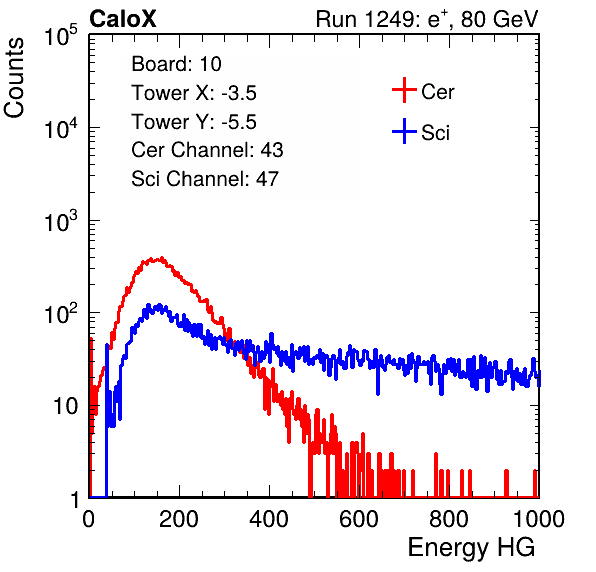 CaloX Run 1249: e⁺, 80 GeV
Counts
Board: 10
Tower X: -3.5
Tower Y: -5.5
Cer Channel: 43
Sci Channel: 47
Cer
Sci
10⁵
10⁴
10³
10²
10
1
0 200 400 600 800 1000
Energy HG